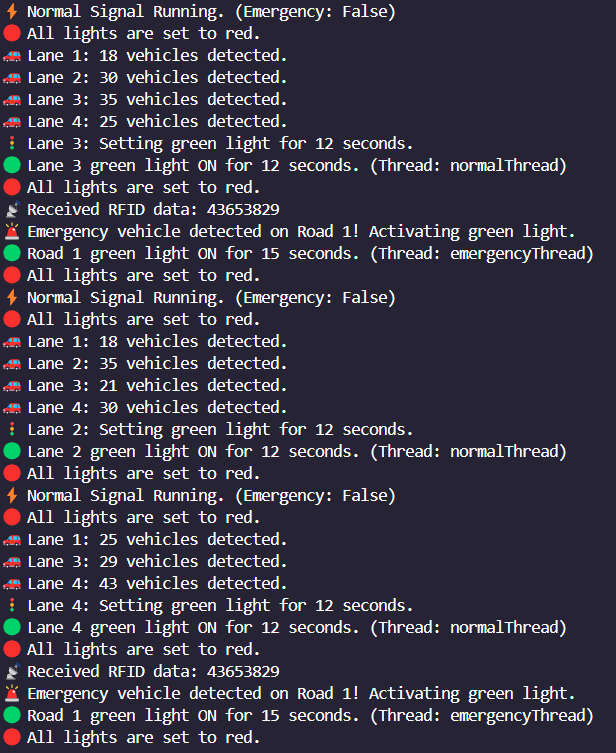 ⚡ Normal Signal Running. (Emergency: False)
🔴 All lights are set to red.
🚗 Lane 1: 18 vehicles detected.
🚗 Lane 2: 30 vehicles detected.
🚗 Lane 3: 35 vehicles detected.
🚗 Lane 4: 25 vehicles detected.
🚦 Lane 3: Setting green light for 12 seconds.
🟢 Lane 3 green light ON for 12 seconds. (Thread: normalThread)
🔴 All lights are set to red.
📡 Received RFID data: 43653829
🚨 Emergency vehicle detected on Road 1! Activating green light.
🟢 Road 1 green light ON for 15 seconds. (Thread: emergencyThread)
🔴 All lights are set to red.
⚡ Normal Signal Running. (Emergency: False)
🔴 All lights are set to red.
🚗 Lane 1: 18 vehicles detected.
🚗 Lane 2: 35 vehicles detected.
🚗 Lane 3: 21 vehicles detected.
🚗 Lane 4: 30 vehicles detected.
🚦 Lane 2: Setting green light for 12 seconds.
🟢 Lane 2 green light ON for 12 seconds. (Thread: normalThread)
🔴 All lights are set to red.
⚡ Normal Signal Running. (Emergency: False)
🔴 All lights are set to red.
🚗 Lane 1: 25 vehicles detected.
🚗 Lane 3: 29 vehicles detected.
🚗 Lane 4: 43 vehicles detected.
🚦 Lane 4: Setting green light for 12 seconds.
🟢 Lane 4 green light ON for 12 seconds. (Thread: normalThread)
🔴 All lights are set to red.
📡 Received RFID data: 43653829
🚨 Emergency vehicle detected on Road 1! Activating green light.
🟢 Road 1 green light ON for 15 seconds. (Thread: emergencyThread)
🔴 All lights are set to red.